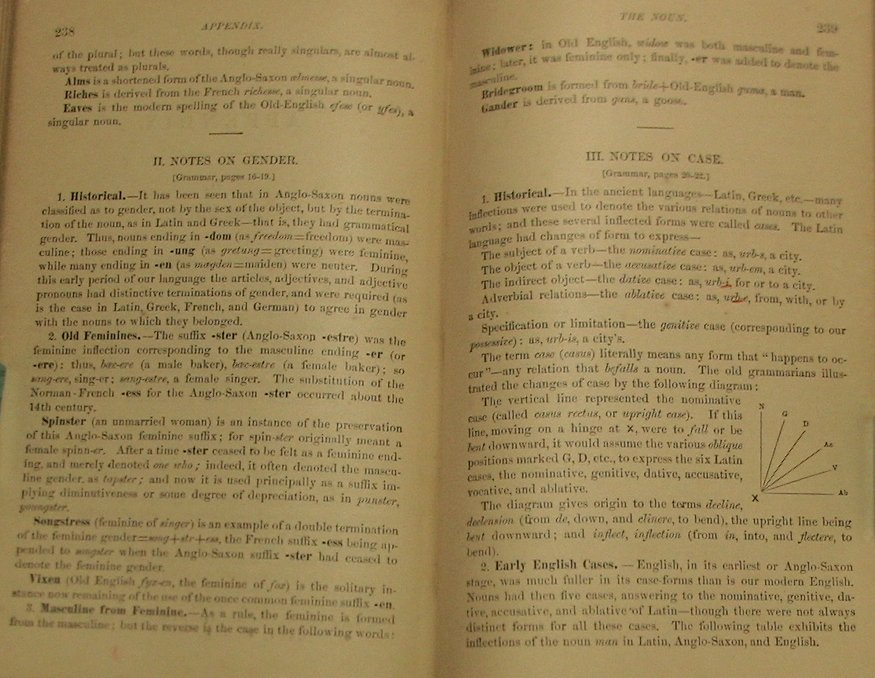 238
APPENDIX.
of the plural; but these words, though really singulars, are almost al-
ways treated as plurals.
Alms is a shortened form of the Anglo-Saxon ælmesse, a singular noun.
Riches is derived from the French richesse, a singular noun.
Eaves is the modern spelling of the Old-English efese (or yfes), a
singular noun.
II. NOTES ON GENDER.
[Grammar, pages 16-19.]
1. Historical.—It has been seen that in Anglo-Saxon nouns were
classified as to gender, not by the sex of the object, but by the termina-
tion of the noun, as in Latin and Greek—that is, they had grammatical
gender. Thus, nouns ending in -dom (as freedom=freedom) were mas-
culine; those ending in -ung (as gretung=greeting) were feminine,
while many ending in -en (as mægden=maiden) were neuter. During
this early period of our language the articles, adjectives, and adjective
pronouns had distinctive terminations of gender, and were required (as
is the case in Latin, Greek, French, and German) to agree in gender
with the nouns to which they belonged.
2. Old Feminines.—The suffix -ster (Anglo-Saxon -estre) was the
feminine inflection corresponding to the masculine ending -er (or
-ere): thus, bæc-ere (a male baker), bæc-estre (a female baker); so
sang-ere, sing-er; sang-estre, a female singer. The substitution of the
Norman-French -ess for the Anglo-Saxon -ster occurred about the
14th century.
Spinster (an unmarried woman) is an instance of the preservation
of this Anglo-Saxon feminine suffix; for spin-ster originally meant a
female spinn-er. After a time -ster ceased to be felt as a feminine end-
ing, and merely denoted one who; indeed, it often denoted the mascu-
line gender, as tapster; and now it is used principally as a suffix im-
plying diminutiveness or some degree of depreciation, as in punster,
youngster.
Songstress (feminine of singer) is an example of a double termination
of the feminine gender=song+str+ess, the French suffix -ess being ap-
pended to songster when the Anglo-Saxon suffix -ster had ceased to
denote the feminine gender.
Vixen (Old English fyx-en, the feminine of fox) is the solitary in-
stance now remaining of the use of the once common feminine suffix -en.
3. Masculine from Feminine.—As a rule, the feminine is formed
from the masculine; but the reverse is the case in the following words:
THE NOUN.
239
Widower: in Old English, widow was both masculine and fem-
inine; later, it was feminine only; finally, -er was added to denote the
masculine.
Bridegroom is formed from bride+Old-English guma, a man.
Gander is derived from gans, a goose.
III. NOTES ON CASE.
[Grammar, pages 20-22.]
1. Historical.—In the ancient languages—Latin, Greek, etc.—many
inflections were used to denote the various relations of nouns to other
words; and these several inflected forms were called cases. The Latin
language had changes of form to express—
The subject of a verb—the nominative case: as, urb-s, a city.
The object of a verb—the accusative case: as, urb-em, a city.
The indirect object—the dative case: as, urb-i, for or to a city.
Adverbial relations—the ablative case: as, urbe, from, with, or by
a city.
Specification or limitation—the genitive case (corresponding to our
possessive): as, urb-is, a city's.
The term case (casus) literally means any form that "happens to oc-
cur"—any relation that befalls a noun. The old grammarians illus-
trated the changes of case by the following diagram:
The vertical line represented the nominative
case (called casus rectus, or upright case). If this
line, moving on a hinge at X, were to fall or be
bent downward, it would assume the various oblique
positions marked G, D, etc., to express the six Latin
cases, the nominative, genitive, dative, accusative,
vocative, and ablative.
N
G
D
Ac
V
Ab
X
The diagram gives origin to the terms decline,
declension (from de, down, and clinere, to bend), the upright line being
bent downward; and inflect, inflection (from in, into, and flectere, to
bend).
2. Early English Cases.—English, in its earliest or Anglo-Saxon
stage, was much fuller in its case-forms than is our modern English.
Nouns had then five cases, answering to the nominative, genitive, da-
tive, accusative, and ablative of Latin—though there were not always
distinct forms for all these cases. The following table exhibits the
inflections of the noun man in Latin, Anglo-Saxon, and English.